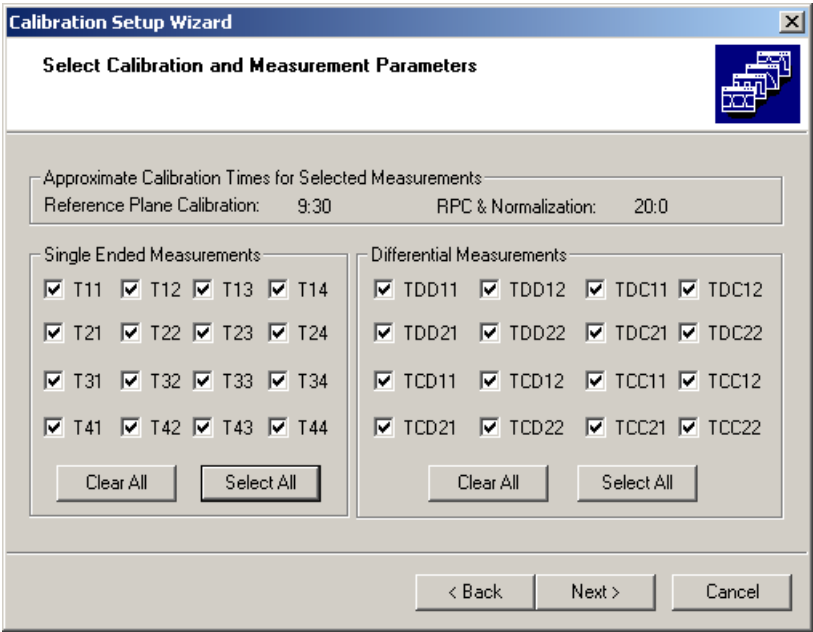 Calibration Setup Wizard
Select Calibration and Measurement Parameters
Approximate Calibration Times for Selected Measurements
Reference Plane Calibration: 9:30 RPC & Normalization: 20:0
Single Ended Measurements
T11 T12 T13 T14
T21 T22 T23 T24
T31 T32 T33 T34
T41 T42 T43 T44
Clear All Select All
Differential Measurements
TDD11 TDD12 TDC11 TDC12
TDD21 TDD22 TDC21 TDC22
TCD11 TCD12 TCC11 TCC12
TCD21 TCD22 TCC21 TCC22
Clear All Select All
< Back Next > Cancel